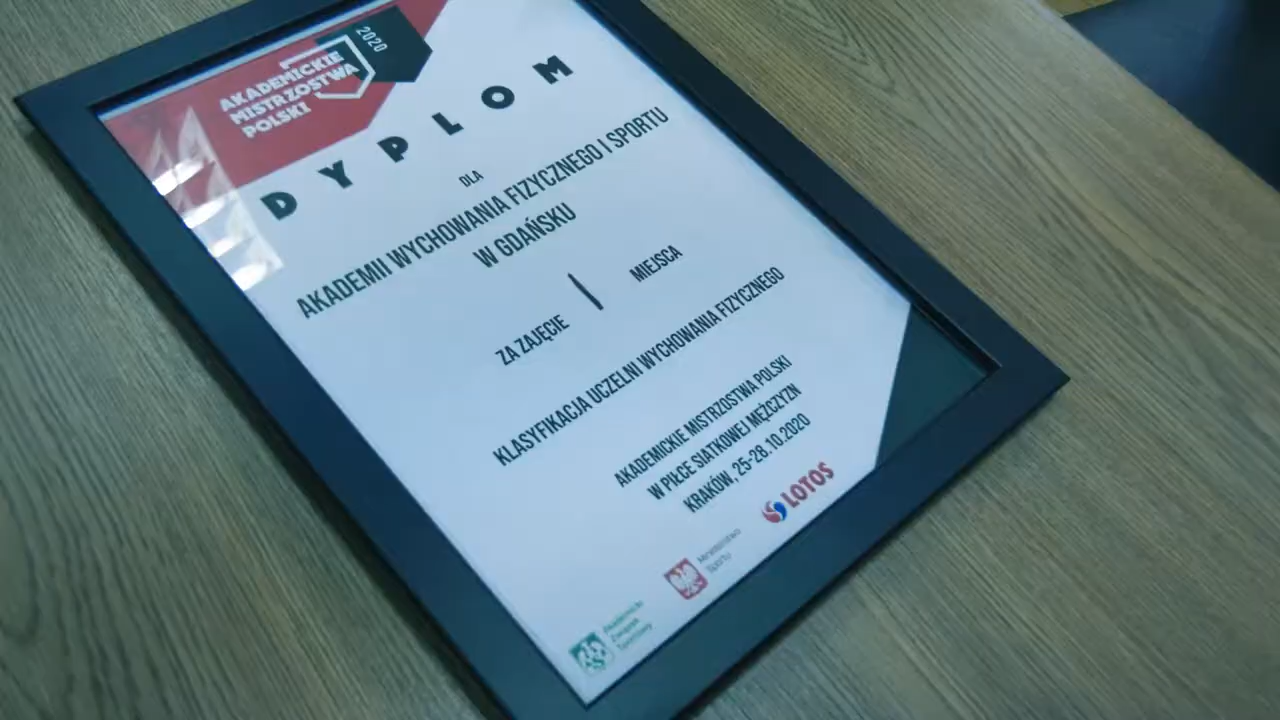 AKADEMICKIE
MISTRZOSTWA
POLSKI
2020
DYPLOM
DLA
AKADEMII WYCHOWANIA FIZYCZNEGO I SPORTU
W GDAŃSKU
ZA ZAJĘCIE I MIEJSCA
KLASYFIKACJA UCZELNI WYCHOWANIA FIZYCZNEGO
AKADEMICKIE MISTRZOSTWA POLSKI
W PIŁCE SIATKOWEJ MĘŻCZYZN
KRAKÓW, 25-28.10.2020
LOTOS
Ministerstwo
Sportu
Akademicki
Związek
Sportowy